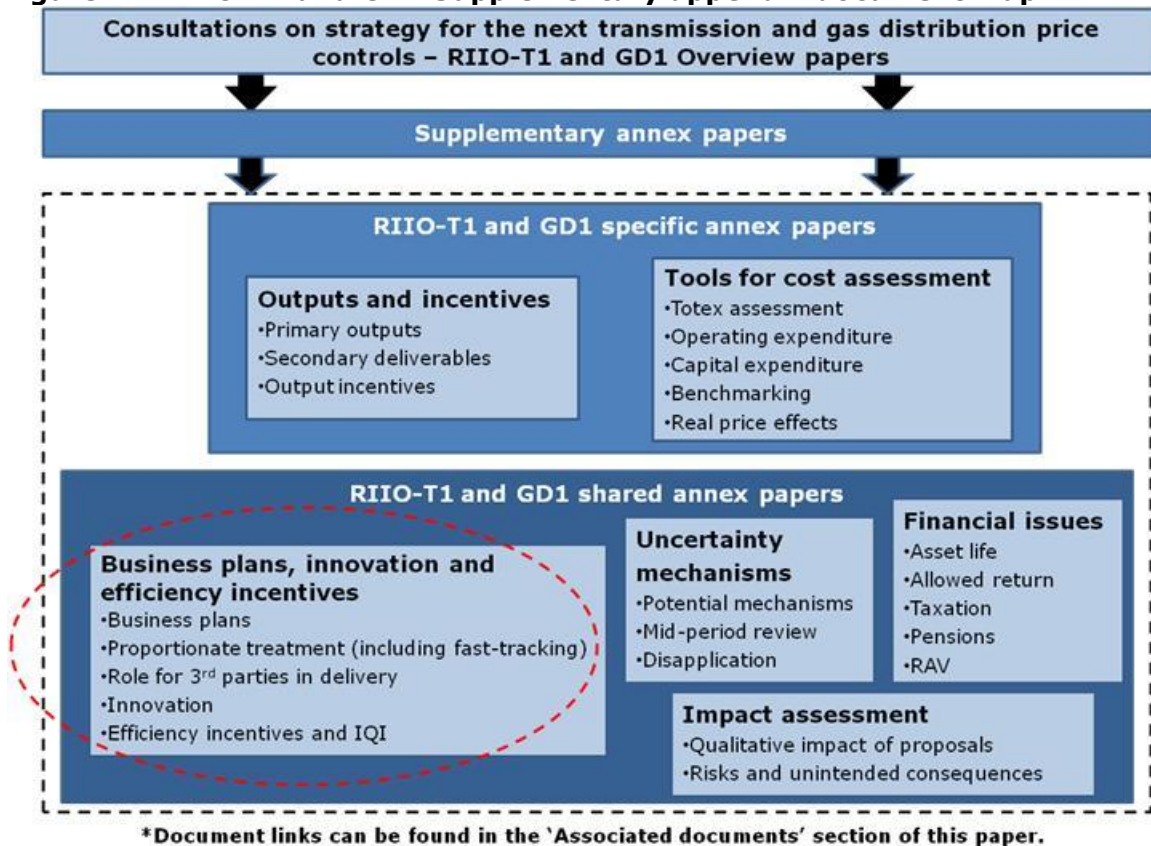 Consultations on strategy for the next transmission and gas distribution price
controls – RIIO-T1 and GD1 Overview papers
Supplementary annex papers
RIIO-T1 and GD1 specific annex papers
Outputs and incentives
•Primary outputs
•Secondary deliverables
•Output incentives
Tools for cost assessment
•Totex assessment
•Operating expenditure
•Capital expenditure
•Benchmarking
•Real price effects
RIIO-T1 and GD1 shared annex papers
Business plans, innovation and
efficiency incentives
•Business plans
•Proportionate treatment (including fast-tracking)
•Role for 3rd parties in delivery
•Innovation
•Efficiency incentives and IQI
Uncertainty
mechanisms
•Potential mechanisms
•Mid-period review
•Disapplication
Financial issues
•Asset life
•Allowed return
•Taxation
•Pensions
•RAV
Impact assessment
•Qualitative impact of proposals
•Risks and unintended consequences
*Document links can be found in the ‘Associated documents’ section of this paper.